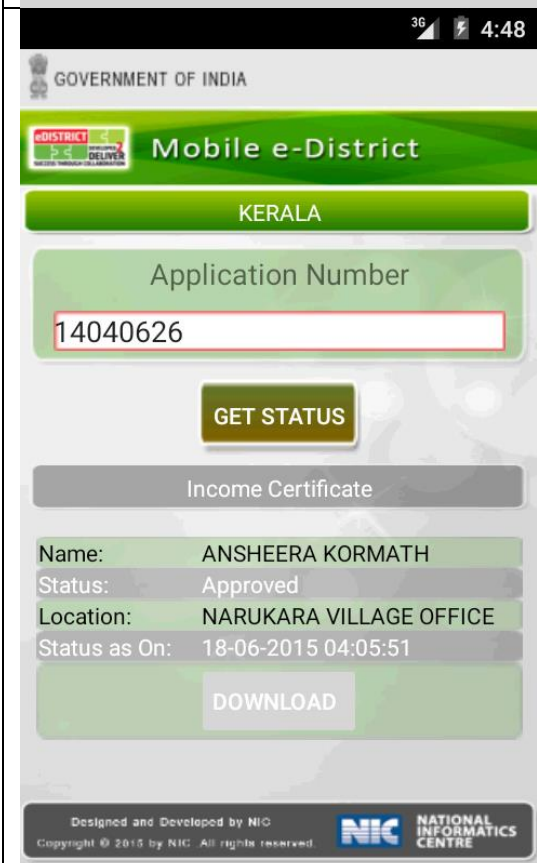 3G 4:48
GOVERNMENT OF INDIA
eDISTRICT
DELIVER
Mobile e-District
KERALA
Application Number
14040626
GET STATUS
Income Certificate
Name: ANSHEERA KORMATH
Status: Approved
Location: NARUKARA VILLAGE OFFICE
Status as On: 18-06-2015 04:05:51
DOWNLOAD
Designed and Developed by NIC
Copyright © 2015 by NIC .All rights reserved.
NIC NATIONAL
INFORMATICS
CENTRE